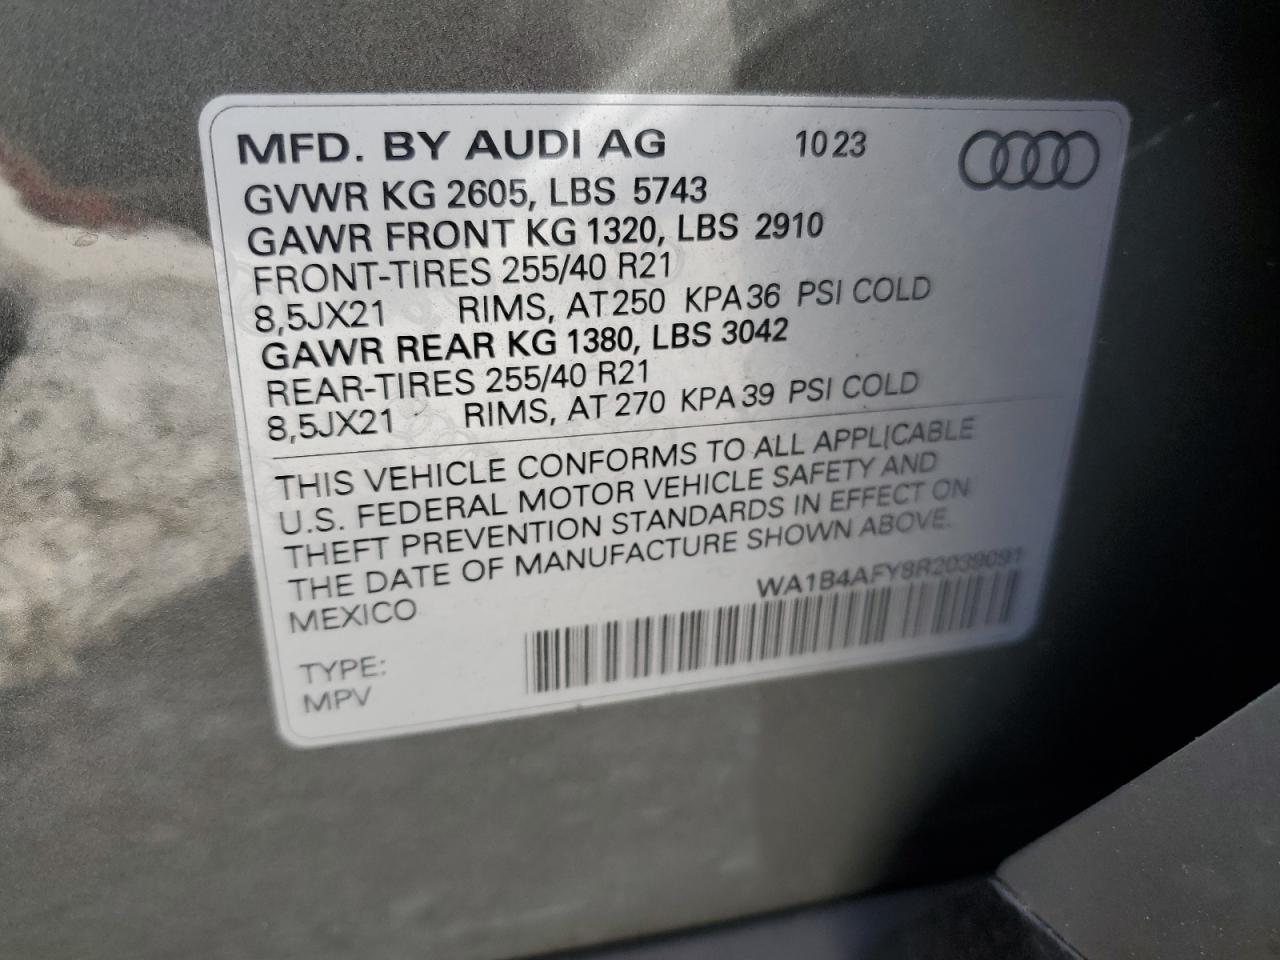 MFD. BY AUDI AG 10 23
GVWR KG 2605, LBS 5743
GAWR FRONT KG 1320, LBS 2910
FRONT-TIRES 255/40 R21
8,5JX21 RIMS, AT 250 KPA 36 PSI COLD
GAWR REAR KG 1380, LBS 3042
REAR-TIRES 255/40 R21
8,5JX21 RIMS, AT 270 KPA 39 PSI COLD
THIS VEHICLE CONFORMS TO ALL APPLICABLE
U.S. FEDERAL MOTOR VEHICLE SAFETY AND
THEFT PREVENTION STANDARDS IN EFFECT ON
THE DATE OF MANUFACTURE SHOWN ABOVE.
MEXICO WA1B4AFY8R2039091
TYPE:
MPV